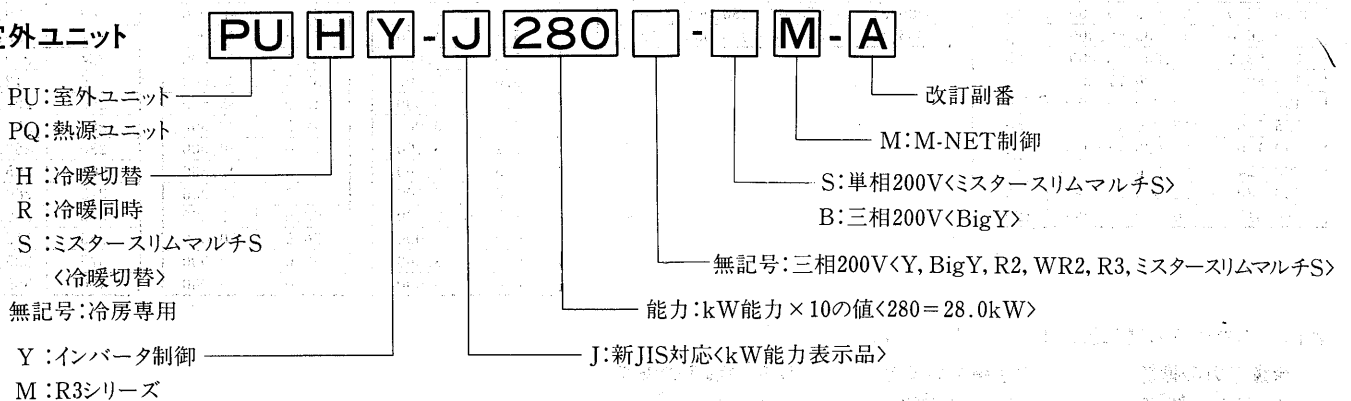 外ユニット PU H Y - J 280 - M - A
PU：室外ユニット
PQ：熱源ユニット
H：冷暖切替
R：冷暖同時
S：ミスタースリムマルチS
〈冷暖切替〉
無記号：冷房専用
Y：インバータ制御
M：R3シリーズ
改訂副番
M：M-NET制御
S：単相200V〈ミスタースリムマルチS〉
B：三相200V〈BigY〉
無記号：三相200V〈Y, BigY, R2, WR2, R3, ミスタースリムマルチS〉
能力：kW能力×10の値〈280＝28.0kW〉
J：新JIS対応〈kW能力表示品〉